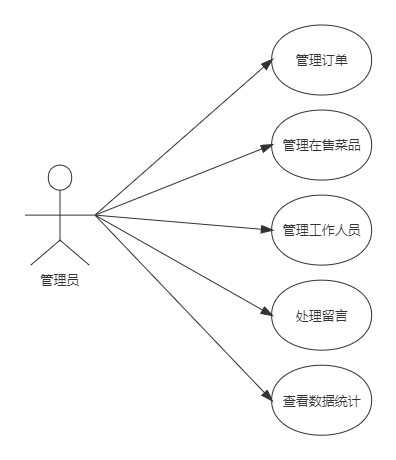 管理订单
管理在售菜品
管理工作人员
管理员
处理留言
查看数据统计